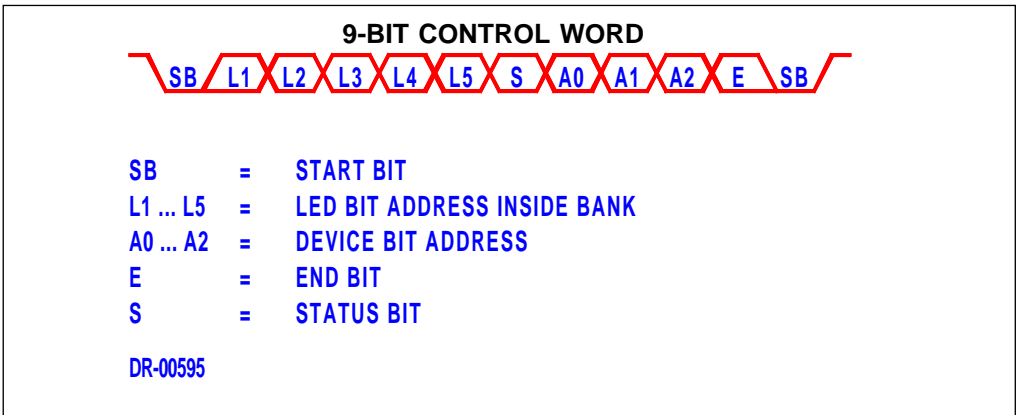 9-BIT CONTROL WORD
SB L1 L2 L3 L4 L5 S A0 A1 A2 E SB
SB = START BIT
L1 ... L5 = LED BIT ADDRESS INSIDE BANK
A0 ... A2 = DEVICE BIT ADDRESS
E = END BIT
S = STATUS BIT
DR-00595